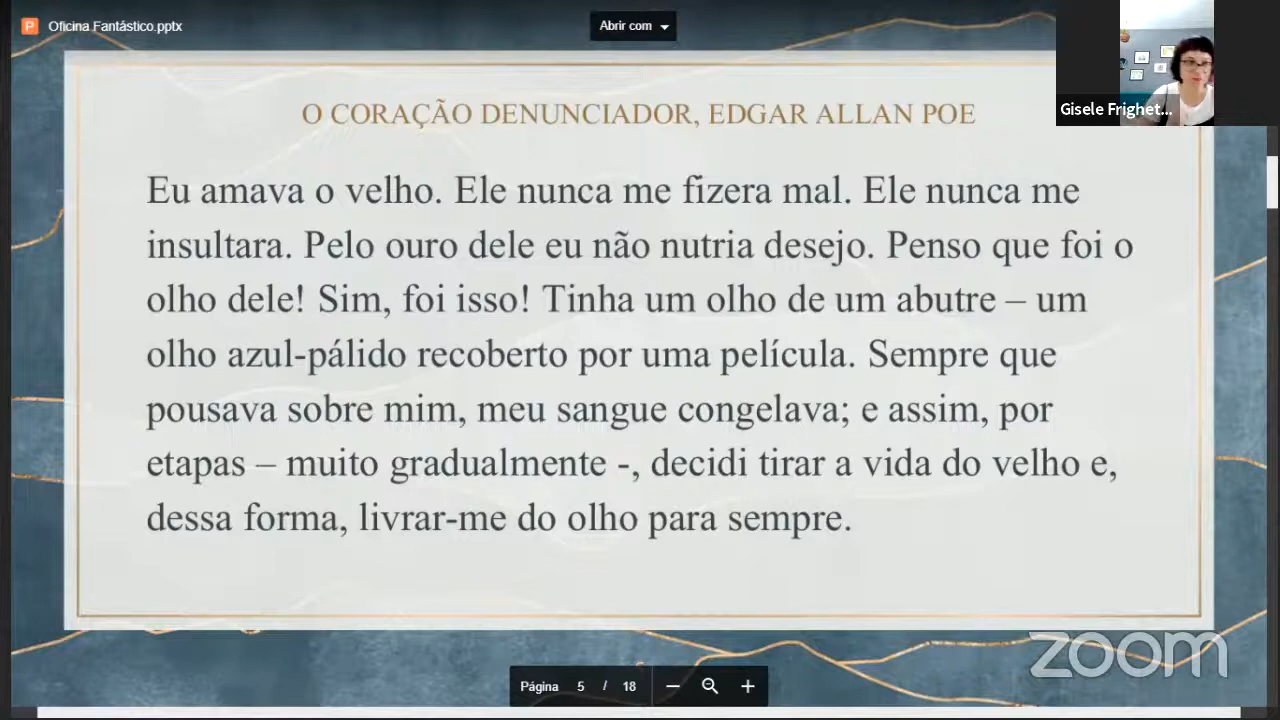 P Oficina Fantástico.pptx
Abrir com
Gisele Frighet...
O CORAÇÃO DENUNCIADOR, EDGAR ALLAN POE
Eu amava o velho. Ele nunca me fizera mal. Ele nunca me
insultara. Pelo ouro dele eu não nutria desejo. Penso que foi o
olho dele! Sim, foi isso! Tinha um olho de um abutre – um
olho azul-pálido recoberto por uma película. Sempre que
pousava sobre mim, meu sangue congelava; e assim, por
etapas – muito gradualmente -, decidi tirar a vida do velho e,
dessa forma, livrar-me do olho para sempre.
zoom
Página 5 / 18